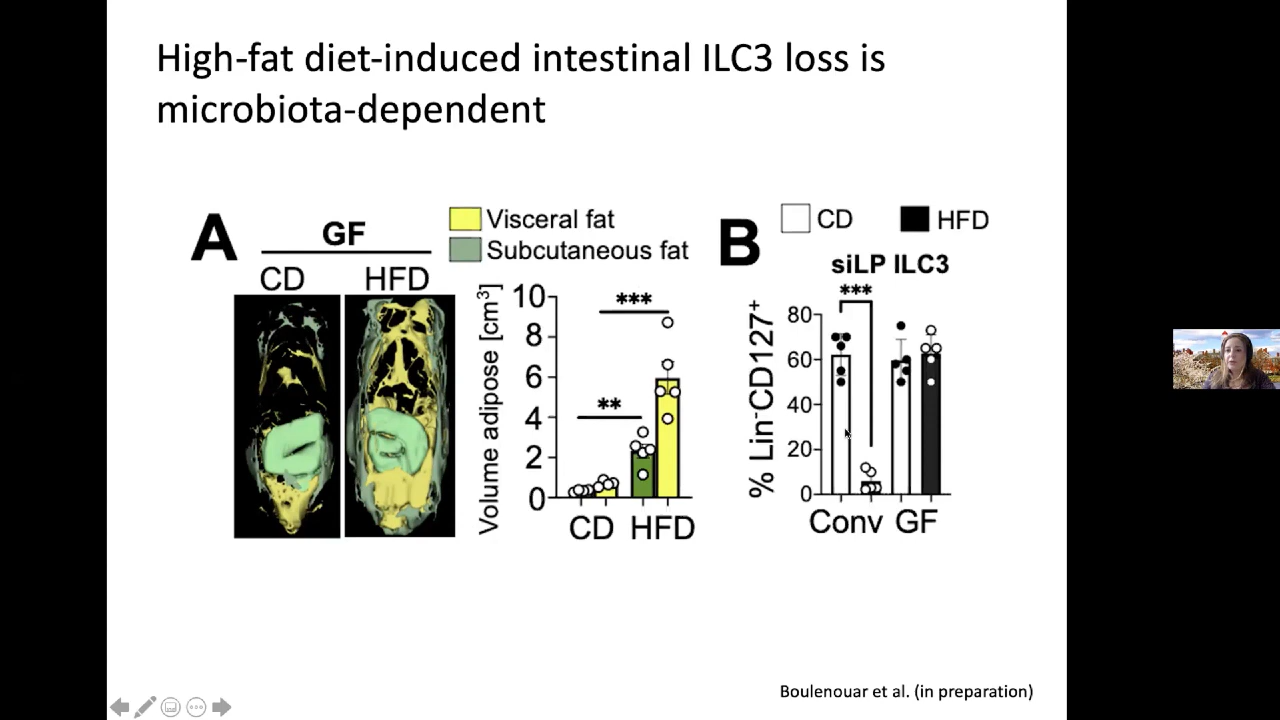 High-fat diet-induced intestinal ILC3 loss is
microbiota-dependent
A
GF
CD
HFD
Visceral fat
Subcutaneous fat
Volume adipose [cm³]
10
8
6
4
2
0
***
**
CD
HFD
B
CD
HFD
siLP ILC3
***
% Lin⁻CD127⁺
80
60
40
20
0
Conv
GF
Boulenouar et al. (in preparation)